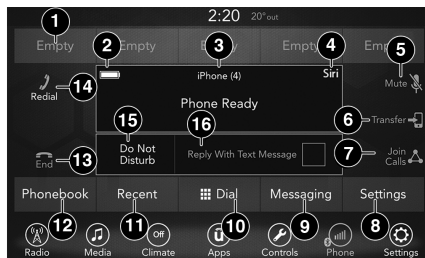 2:20 20°out
1
Empty Empty Empty Empty Empty
2 3 4 5
iPhone (4) Siri
14 Redial
Mute
Phone Ready
6 Transfer
15 16
Do Not
Disturb
Reply With Text Message
13 End
7 Join
Calls
Phonebook Recent Dial Messaging Settings
12 11 10 9 8
Off
ū
Radio Media Climate Apps Controls Phone Settings